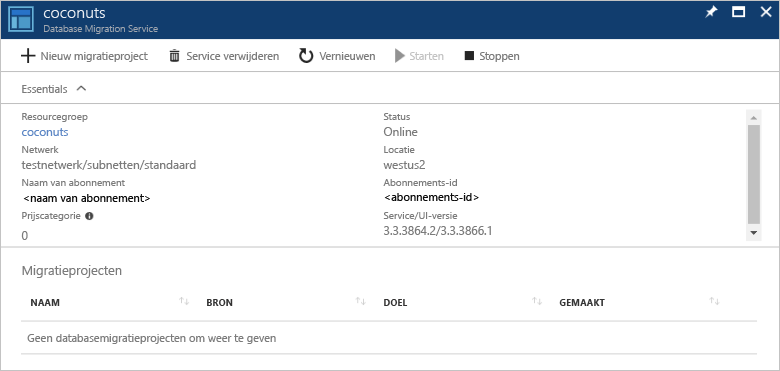 coconuts
Database Migration Service
Nieuw migratieproject Service verwijderen Vernieuwen Starten Stoppen
Essentials
Resourcegroep
coconuts
Status
Online
Netwerk
testnetwerk/subnetten/standaard
Locatie
westus2
Naam van abonnement
<naam van abonnement>
Abonnements-id
<abonnements-id>
Prijscategorie
0
Service/UI-versie
3.3.3864.2/3.3.3866.1
Migratieprojecten
NAAM BRON DOEL GEMAAKT
Geen databasemigratieprojecten om weer te geven